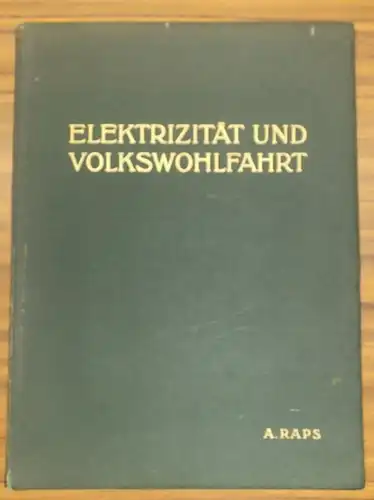 ELEKTRIZITÄT UND
VOLKSWOHLFAHRT
A. RAPS